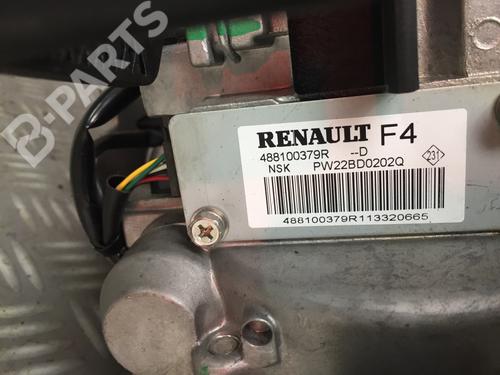 B-PARTS
RENAULT F4
488100379R --D 231
NSK PW22BD0202Q
488100379R113320665